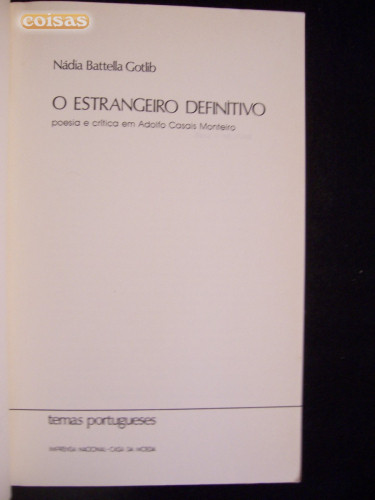 coisas
Nádia Battella Gotlib
O ESTRANGEIRO DEFINITIVO
poesia e crítica em Adolfo Casais Monteiro
temas portugueses
IMPRENSA NACIONAL-CASA DA MOEDA